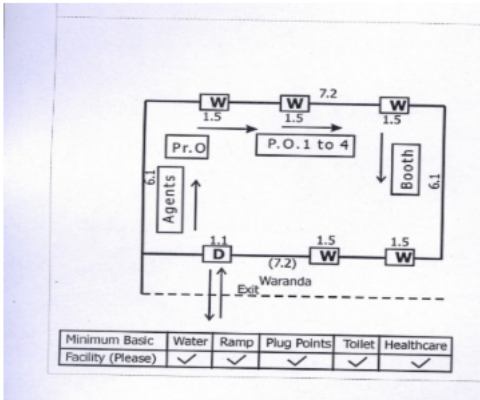 W W 7.2 W
1.5 1.5 1.5
Pr.O P.O.1 to 4
6.1 Agents Booth 6.1
1.1 1.5 1.5
D W W
(7.2)
Waranda
Exit
Minimum Basic Water Ramp Plug Points Toilet Healthcare
Facility (Please) ✓ ✓ ✓ ✓ ✓